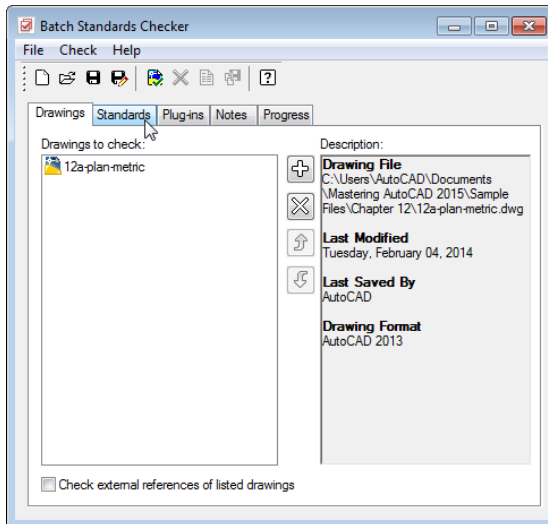 Batch Standards Checker
File Check Help
Drawings Standards Plug-ins Notes Progress
Drawings to check:
12a-plan-metric
Description:
Drawing File
C:\Users\AutoCAD\Documents
\Mastering AutoCAD 2015\Sample
Files\Chapter 12\12a-plan-metric.dwg
Last Modified
Tuesday, February 04, 2014
Last Saved By
AutoCAD
Drawing Format
AutoCAD 2013
Check external references of listed drawings